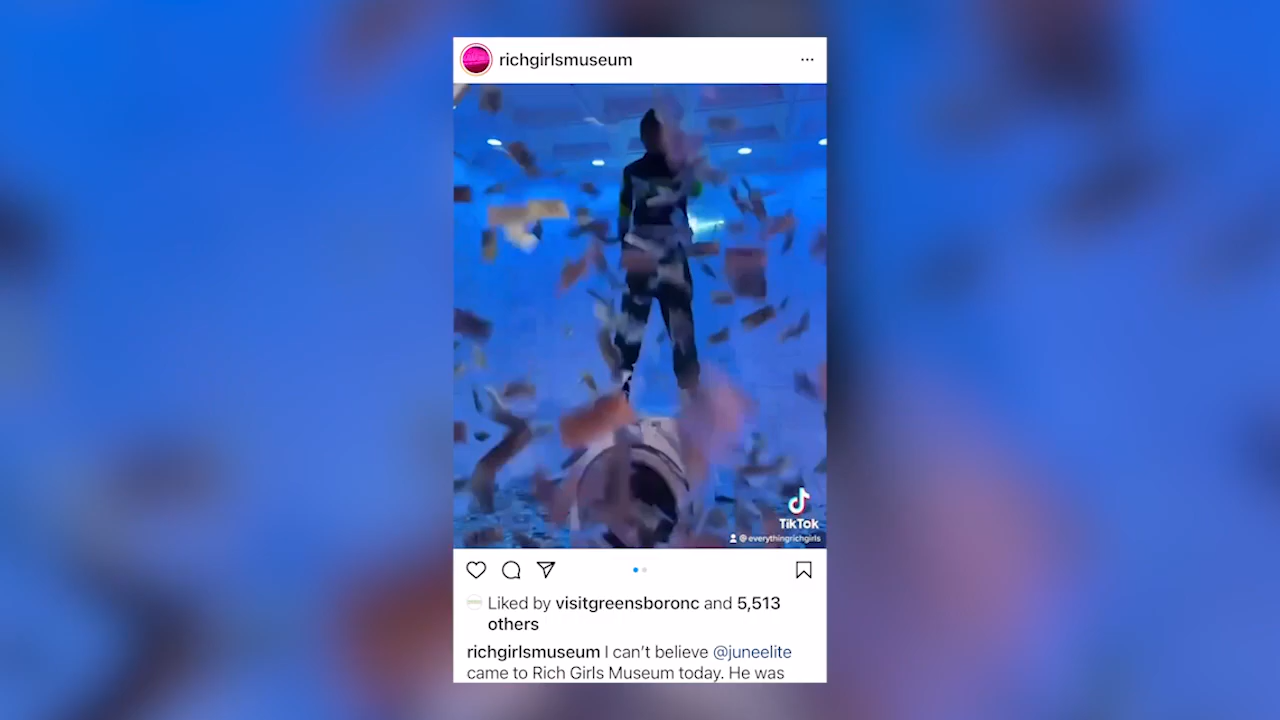 richgirlsmuseum
TikTok
@everythingrichgirls
Liked by visitgreensboronc and 5,513
others
richgirlsmuseum I can't believe @juneelite
came to Rich Girls Museum today. He was